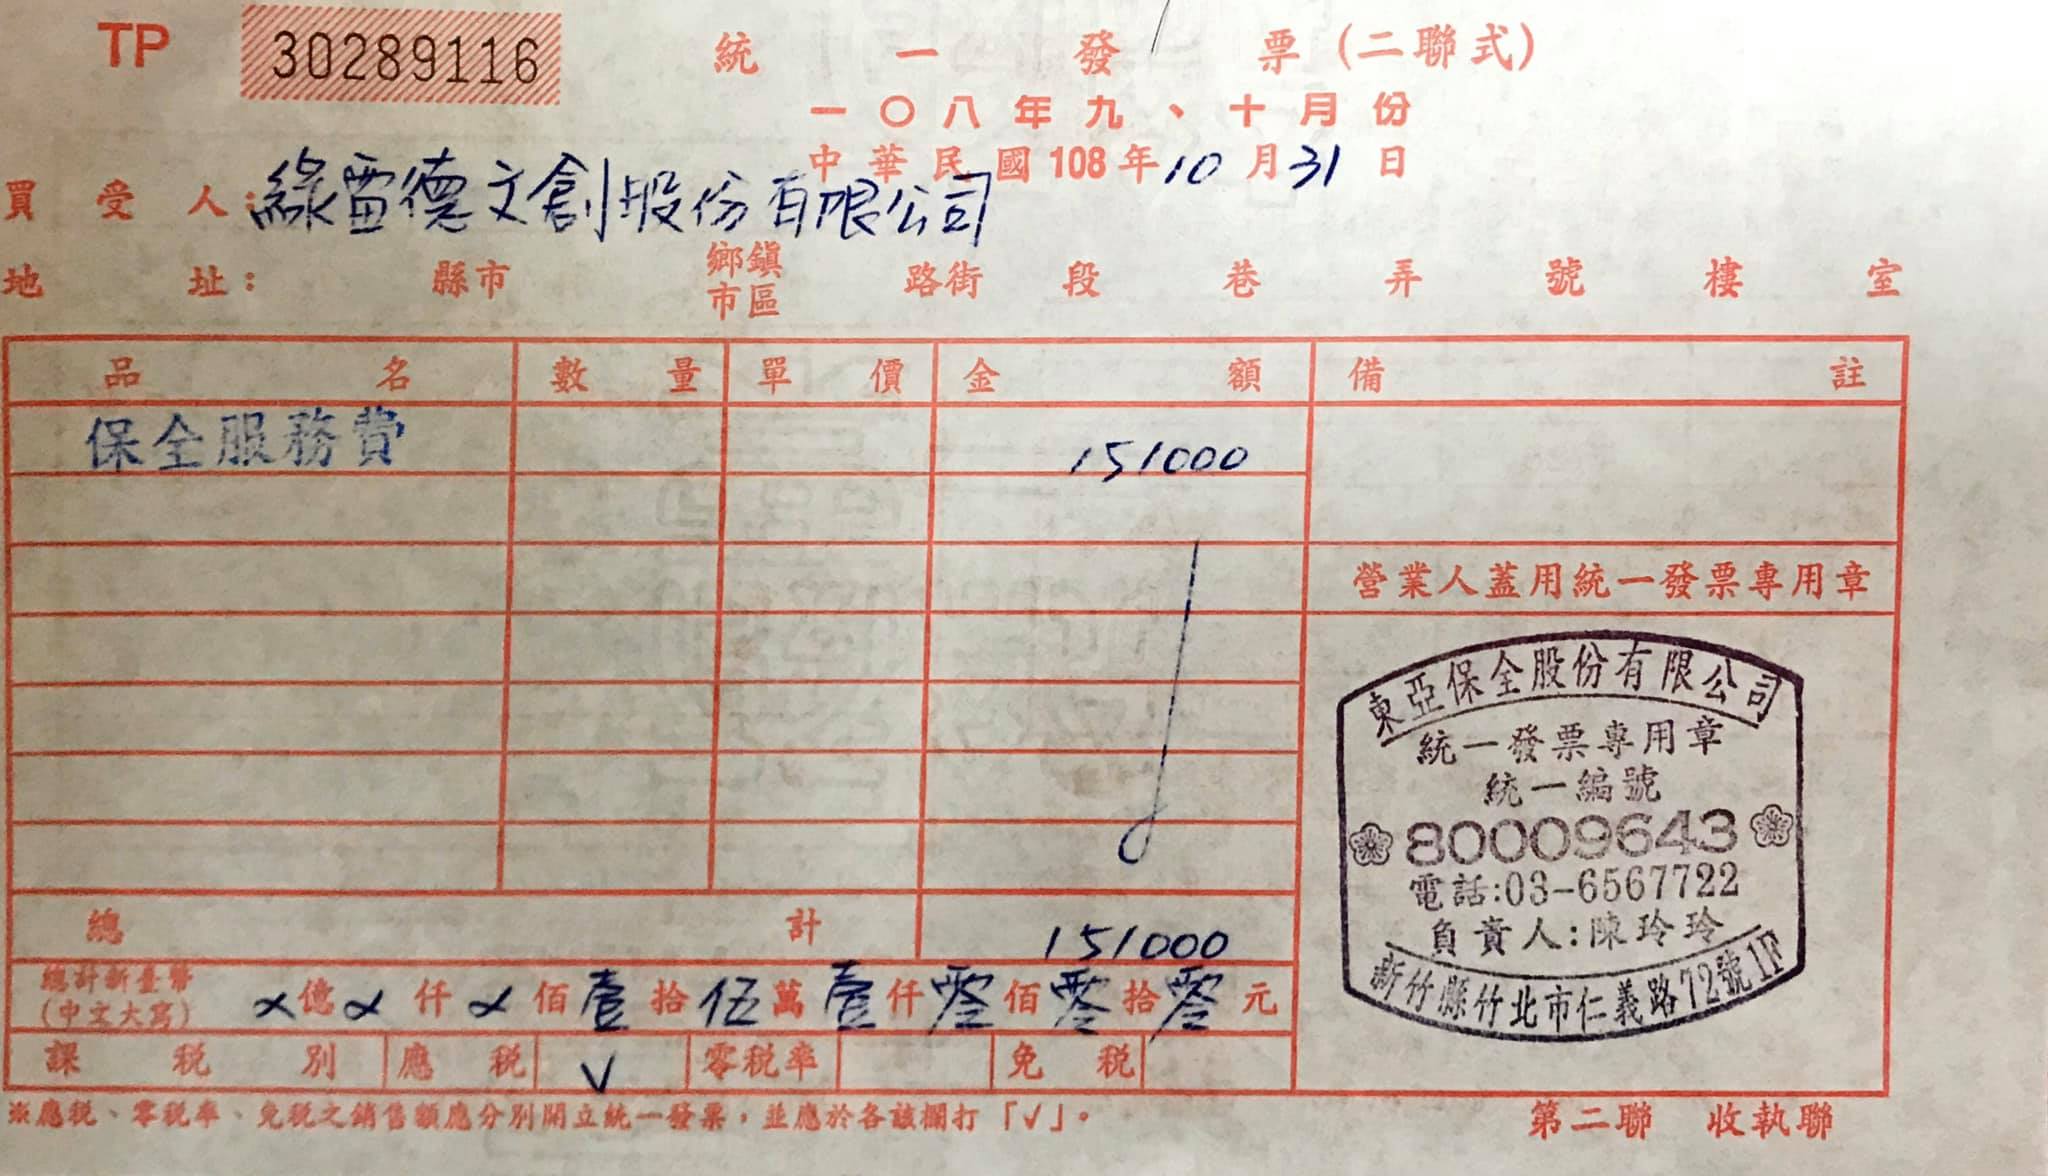 TP 30289116 統一發票(二聯式)
一〇八年九、十月份
中華民國108年10月31日
買受人:綠雷德文創股份有限公司
地址: 縣市 鄉鎮市區 路街 段 巷 弄 號 樓 室
品名 數量 單價 金額 備註
保全服務費 151000
營業人蓋用統一發票專用章
東亞保全股份有限公司
統一發票專用章
統一編號
80009643
電話:03-6567722
負責人:陳玲玲
新竹縣竹北市仁義路72號1F
總計 151000
總計新臺幣(中文大寫) ㄨ億ㄨ仟ㄨ佰壹拾伍萬壹仟零佰零拾零元
課稅別 應稅 V 零稅率 免稅
※應稅、零稅率、免稅之銷售額應分別開立統一發票,並應於各該欄打「√」。
第二聯 收執聯